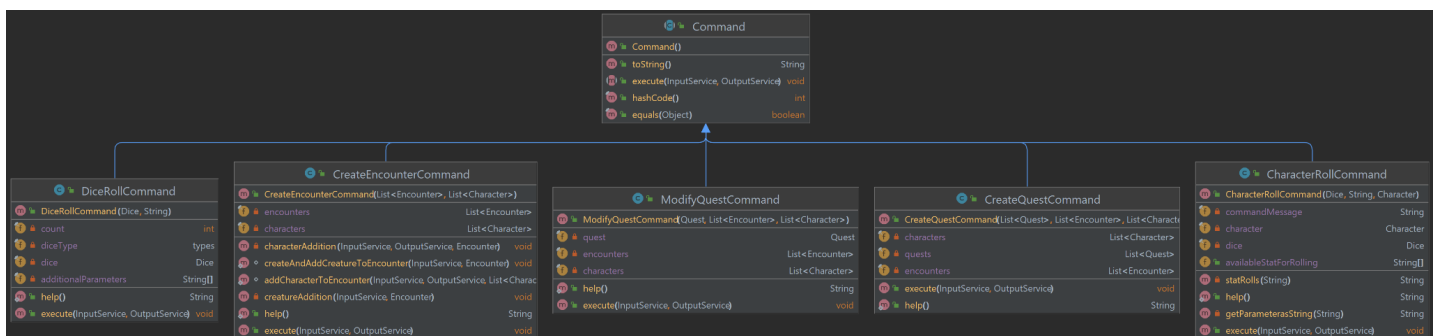 Command
Command()
toString() String
execute(InputService, OutputService) void
hashCode() int
equals(Object) boolean
DiceRollCommand
DiceRollCommand(Dice, String)
count int
diceType types
dice Dice
additionalParameters String[]
help() String
execute(InputService, OutputService) void
CreateEncounterCommand
CreateEncounterCommand(List<Encounter>, List<Character>)
encounters List<Encounter>
characters List<Character>
characterAddition(InputService, OutputService, Encounter) void
createAndAddCreatureToEncounter(InputService, Encounter) void
addCharacterToEncounter(InputService, OutputService, List<Charac
creatureAddition(InputService, Encounter) void
help() String
execute(InputService, OutputService) void
ModifyQuestCommand
ModifyQuestCommand(Quest, List<Encounter>, List<Character>)
quest Quest
encounters List<Encounter>
characters List<Character>
help() String
execute(InputService, OutputService) void
CreateQuestCommand
CreateQuestCommand(List<Quest>, List<Encounter>, List<Characte
characters List<Character>
quests List<Quest>
encounters List<Encounter>
execute(InputService, OutputService) void
help() String
CharacterRollCommand
CharacterRollCommand(Dice, String, Character)
commandMessage String
character Character
dice Dice
availableStatForRolling String[]
statRolls(String) String
help() String
getParameterasString(String) String
execute(InputService, OutputService) void